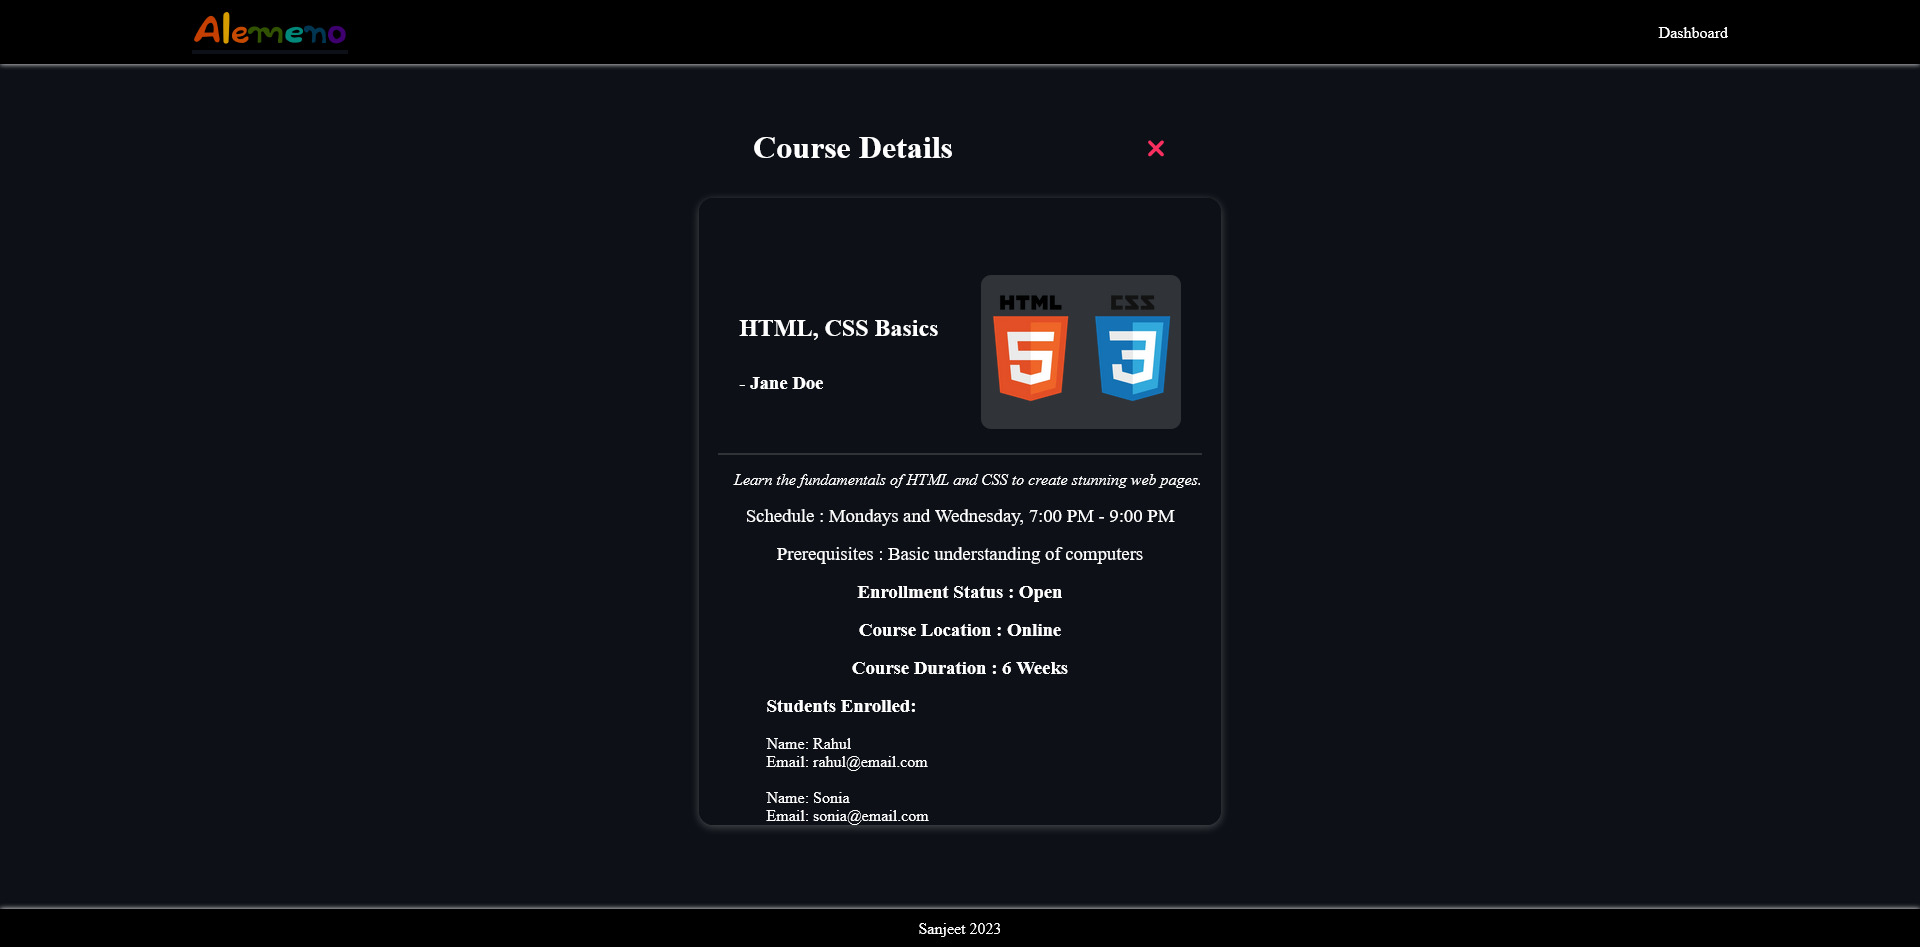 Alememo
Dashboard
Course Details
HTML, CSS Basics
- Jane Doe
HTML
CSS
5
3
Learn the fundamentals of HTML and CSS to create stunning web pages.
Schedule : Mondays and Wednesday, 7:00 PM - 9:00 PM
Prerequisites : Basic understanding of computers
Enrollment Status : Open
Course Location : Online
Course Duration : 6 Weeks
Students Enrolled:
Name: Rahul
Email: rahul@email.com
Name: Sonia
Email: sonia@email.com
Sanjeet 2023